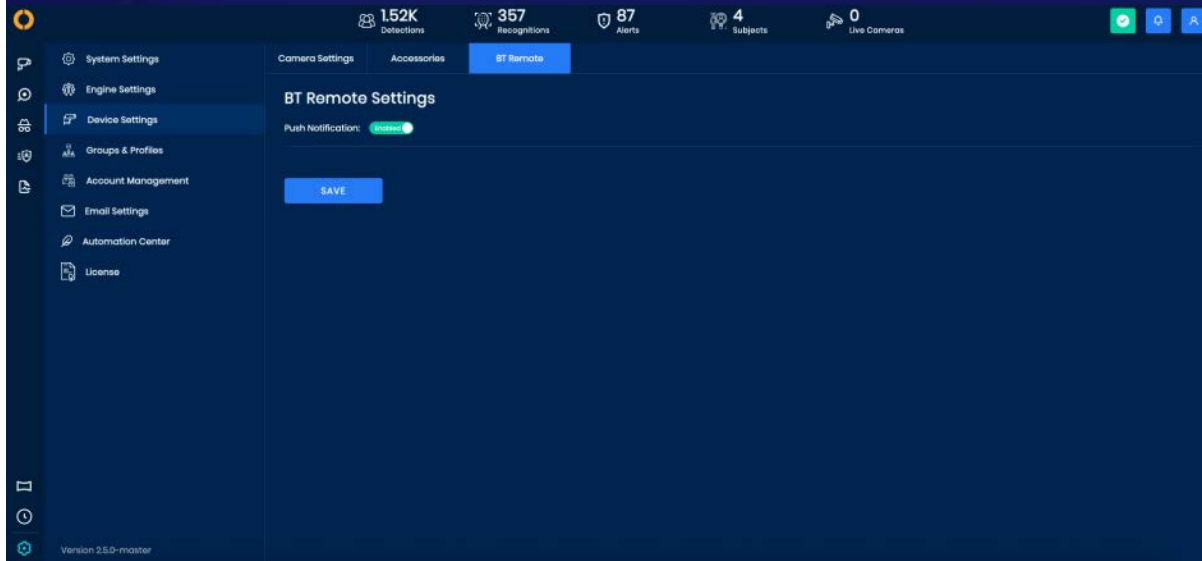 1.52K
Detections
357
Recognitions
87
Alerts
4
Subjects
0
Live Cameras
System Settings
Engine Settings
Device Settings
Groups & Profiles
Account Management
Email Settings
Automation Center
License
Version 2.5.0-master
Camera Settings
Accessories
BT Remote
BT Remote Settings
Push Notification: Enabled
SAVE